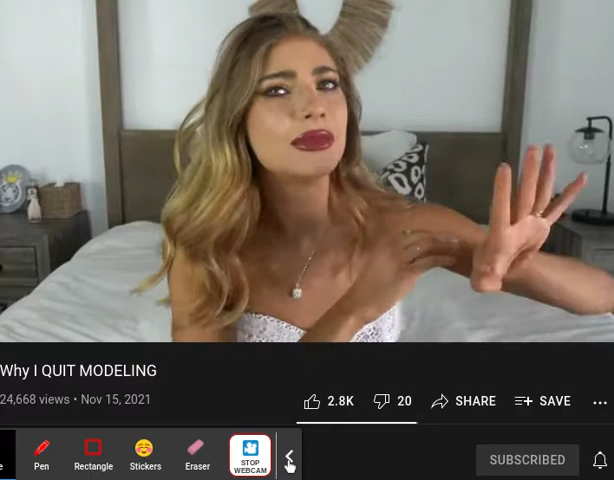 Why I QUIT MODELING
24,668 views • Nov 15, 2021
2.8K 20 SHARE SAVE
Pen Rectangle Stickers Eraser STOP WEBCAM
SUBSCRIBED